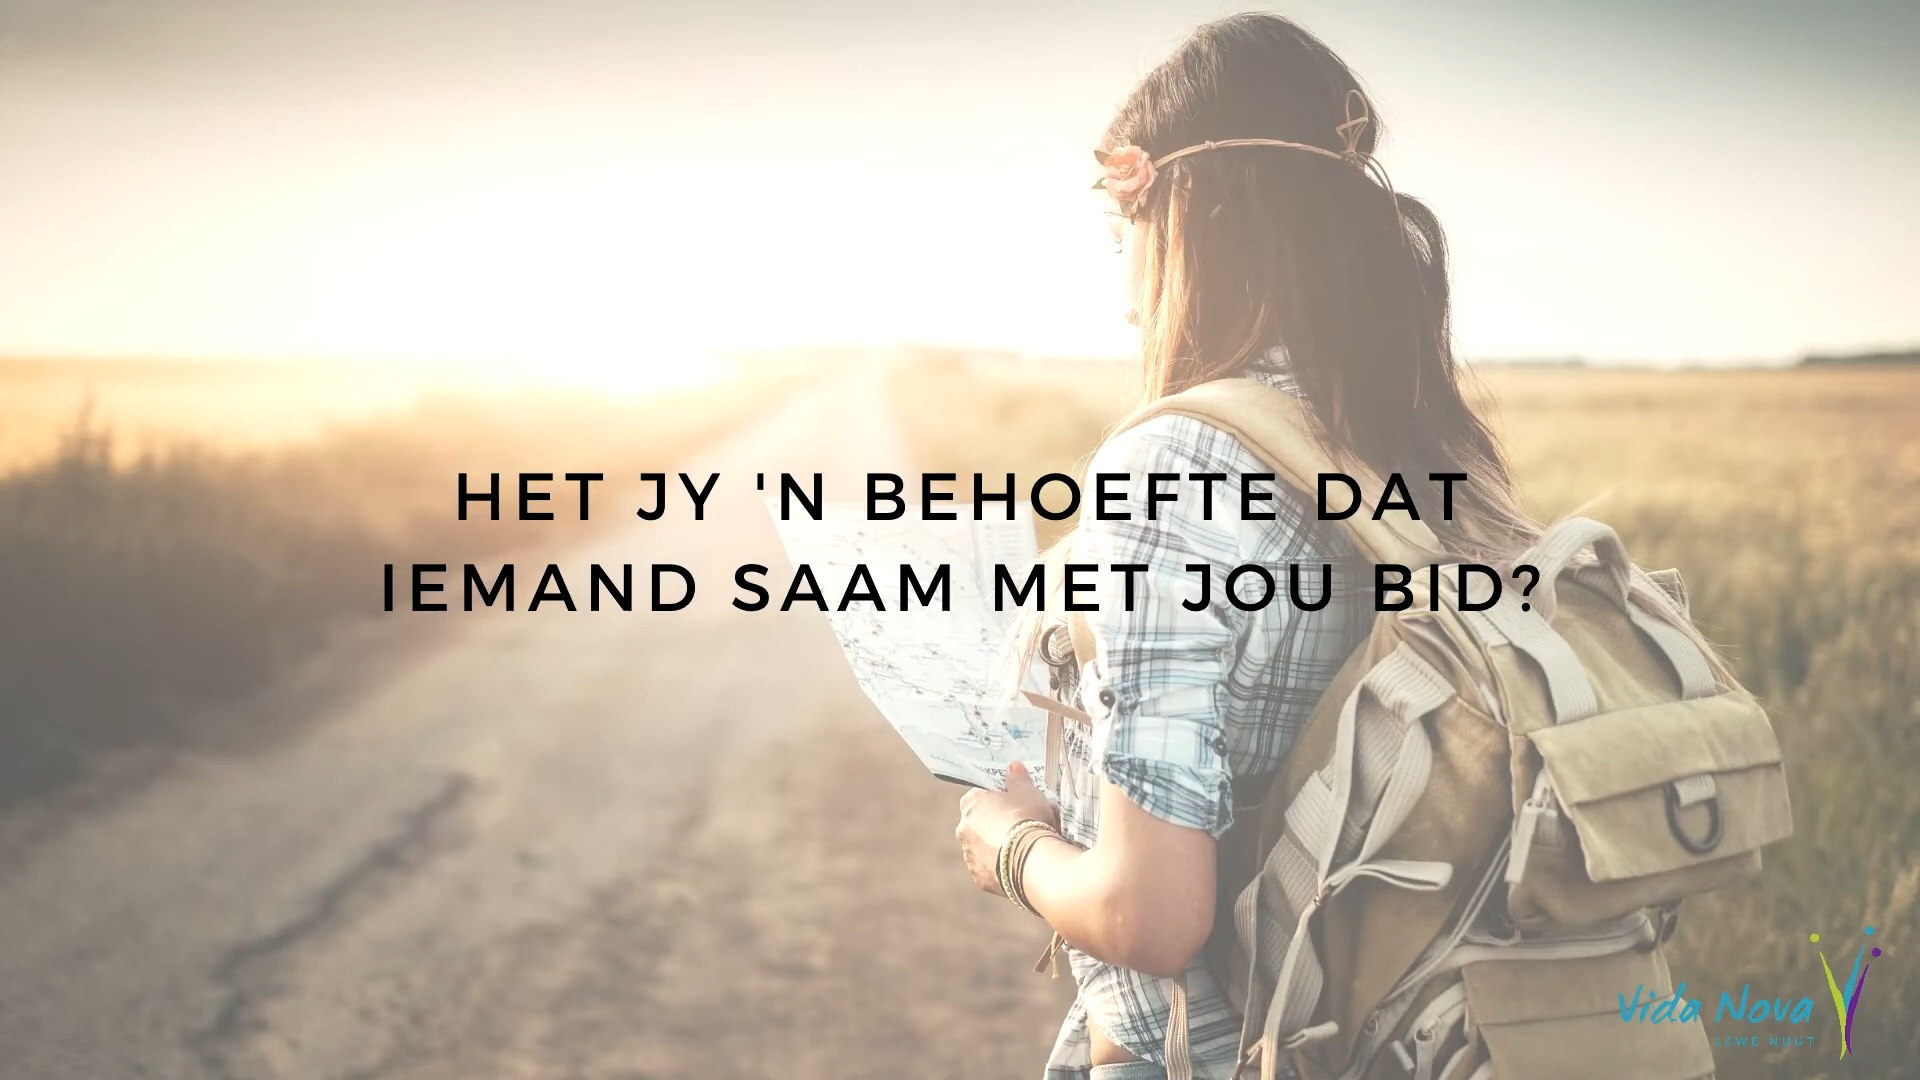 HET JY 'N BEHOEFTE DAT
IEMAND SAAM MET JOU BID?
Vida Nova
LEWE NUUT